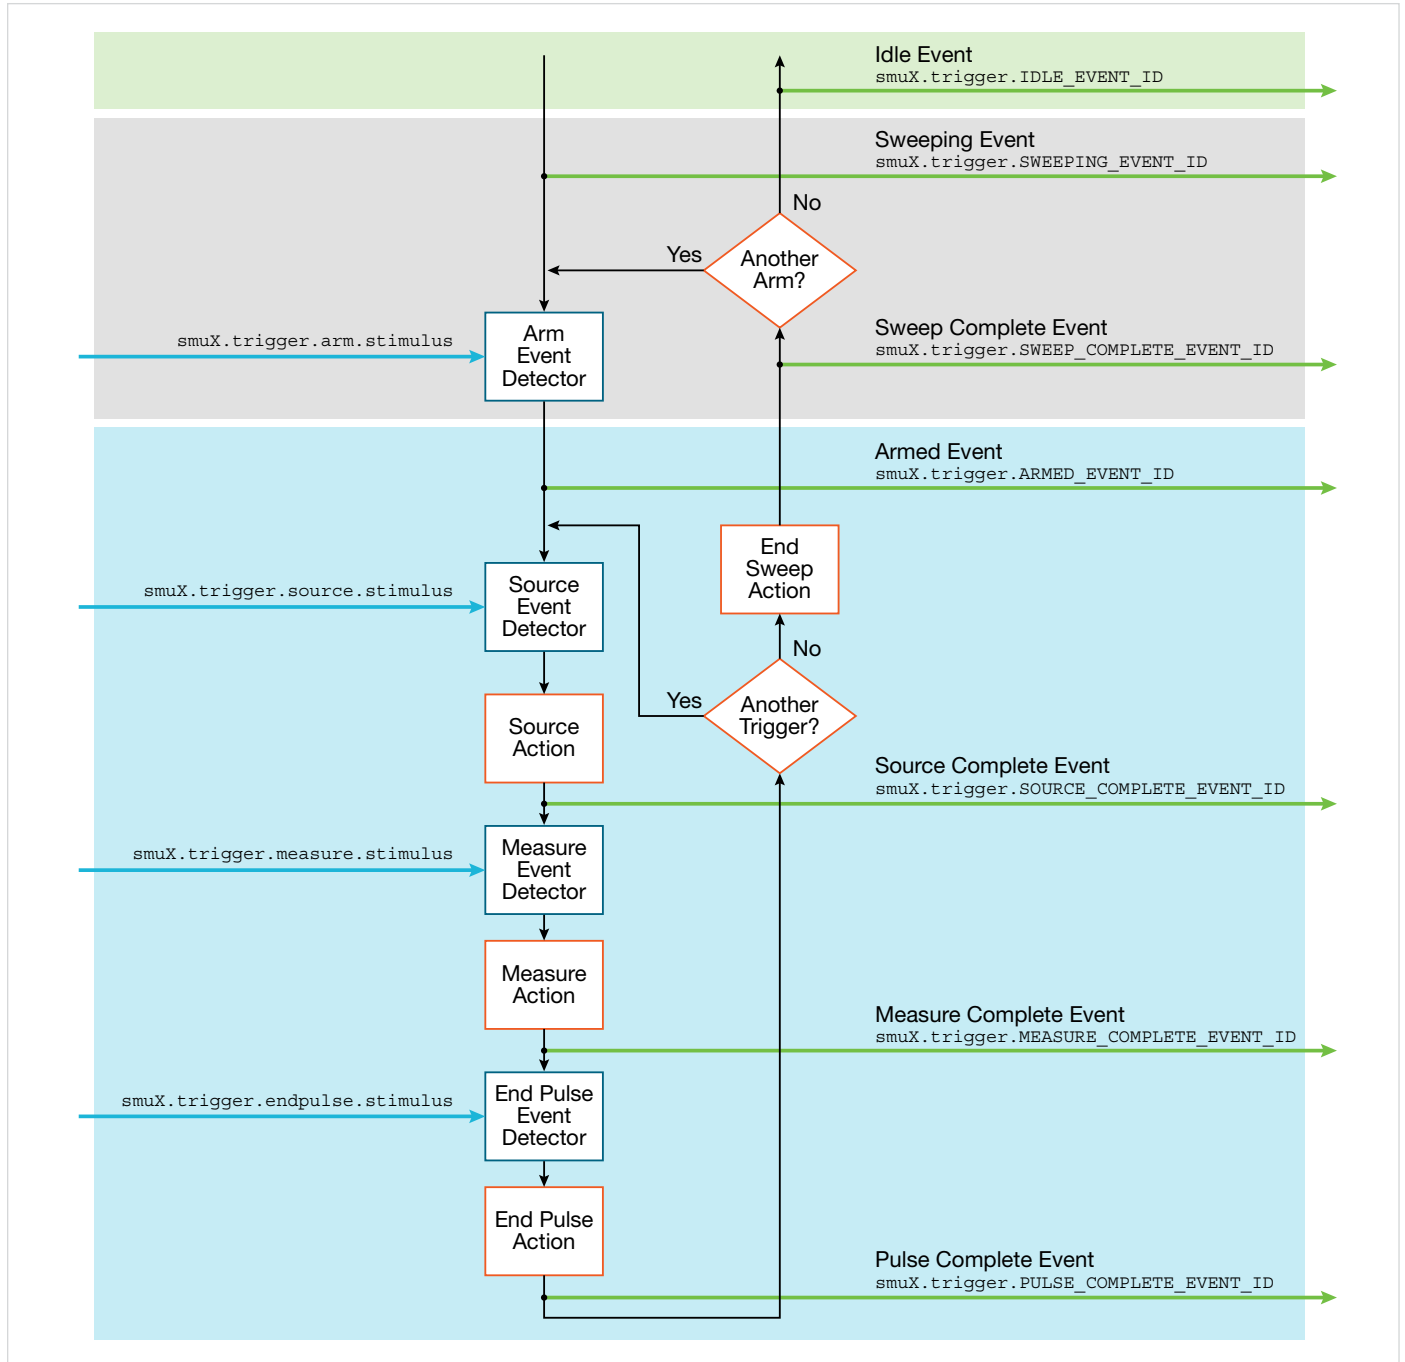 Idle Event
smuX.trigger.IDLE_EVENT_ID
Sweeping Event
smuX.trigger.SWEEPING_EVENT_ID
No
Yes
Another
Arm?
Arm
Event
Detector
smuX.trigger.arm.stimulus
Sweep Complete Event
smuX.trigger.SWEEP_COMPLETE_EVENT_ID
Armed Event
smuX.trigger.ARMED_EVENT_ID
End
Sweep
Action
smuX.trigger.source.stimulus
Source
Event
Detector
No
Yes
Another
Trigger?
Source
Action
Source Complete Event
smuX.trigger.SOURCE_COMPLETE_EVENT_ID
smuX.trigger.measure.stimulus
Measure
Event
Detector
Measure
Action
Measure Complete Event
smuX.trigger.MEASURE_COMPLETE_EVENT_ID
smuX.trigger.endpulse.stimulus
End Pulse
Event
Detector
End Pulse
Action
Pulse Complete Event
smuX.trigger.PULSE_COMPLETE_EVENT_ID